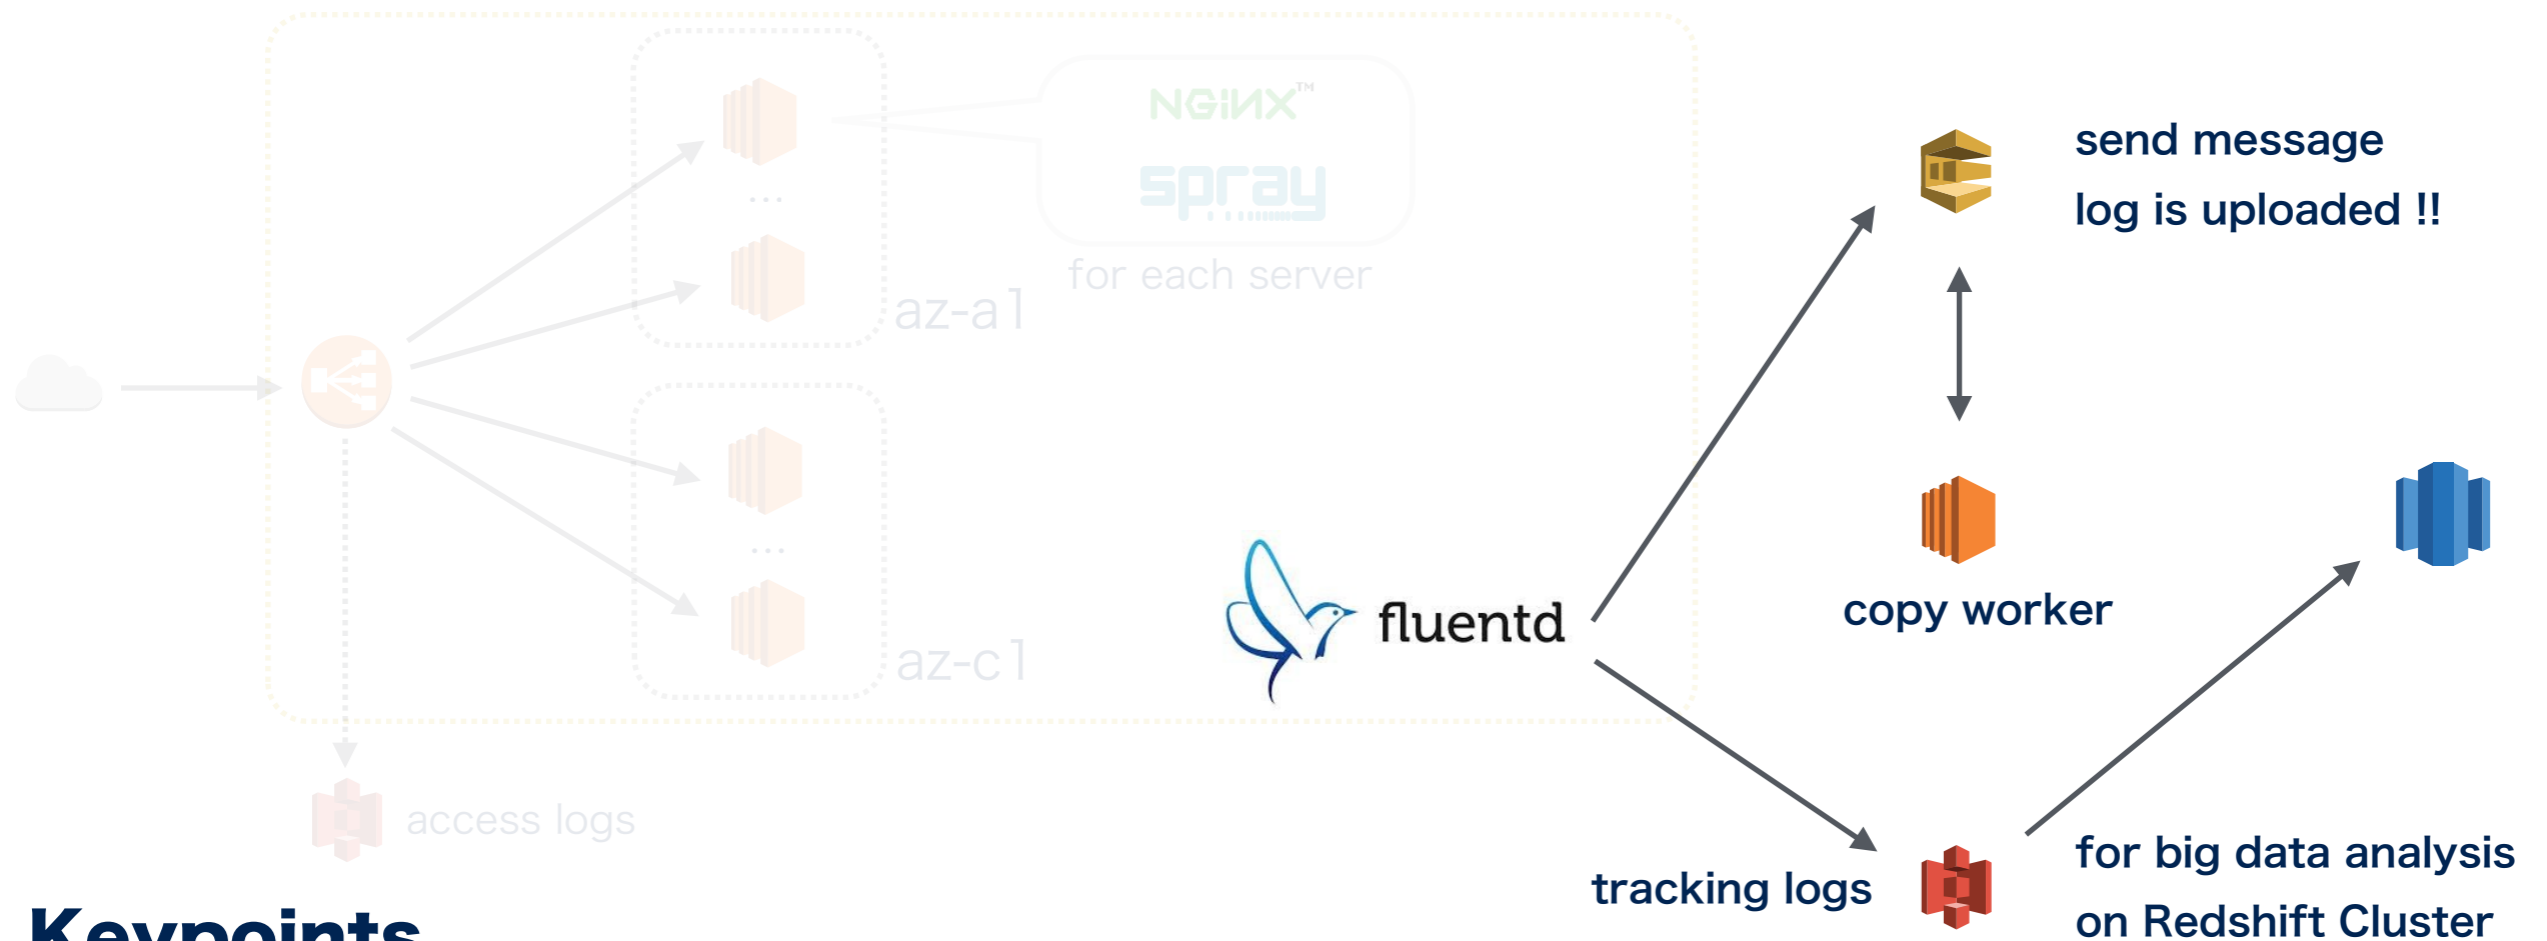 NGiNX™
spray
for each server
az-a1
az-c1
access logs
fluentd
send message
log is uploaded !!
copy worker
tracking logs
for big data analysis
on Redshift Cluster
Keypoints